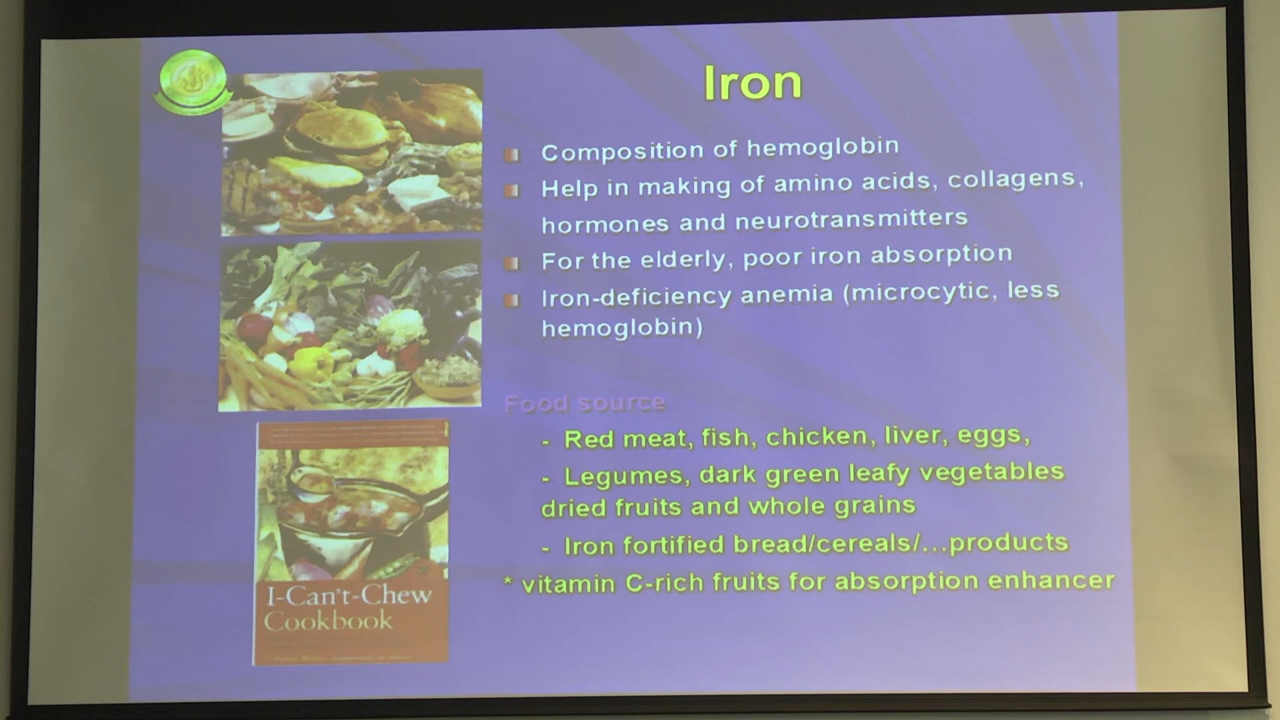 Iron
Composition of hemoglobin
Help in making of amino acids, collagens,
hormones and neurotransmitters
For the elderly, poor iron absorption
Iron-deficiency anemia (microcytic, less
hemoglobin)
Food source
- Red meat, fish, chicken, liver, eggs,
- Legumes, dark green leafy vegetables
dried fruits and whole grains
- Iron fortified bread/cereals/...products
* vitamin C-rich fruits for absorption enhancer
I-Can't-Chew
Cookbook